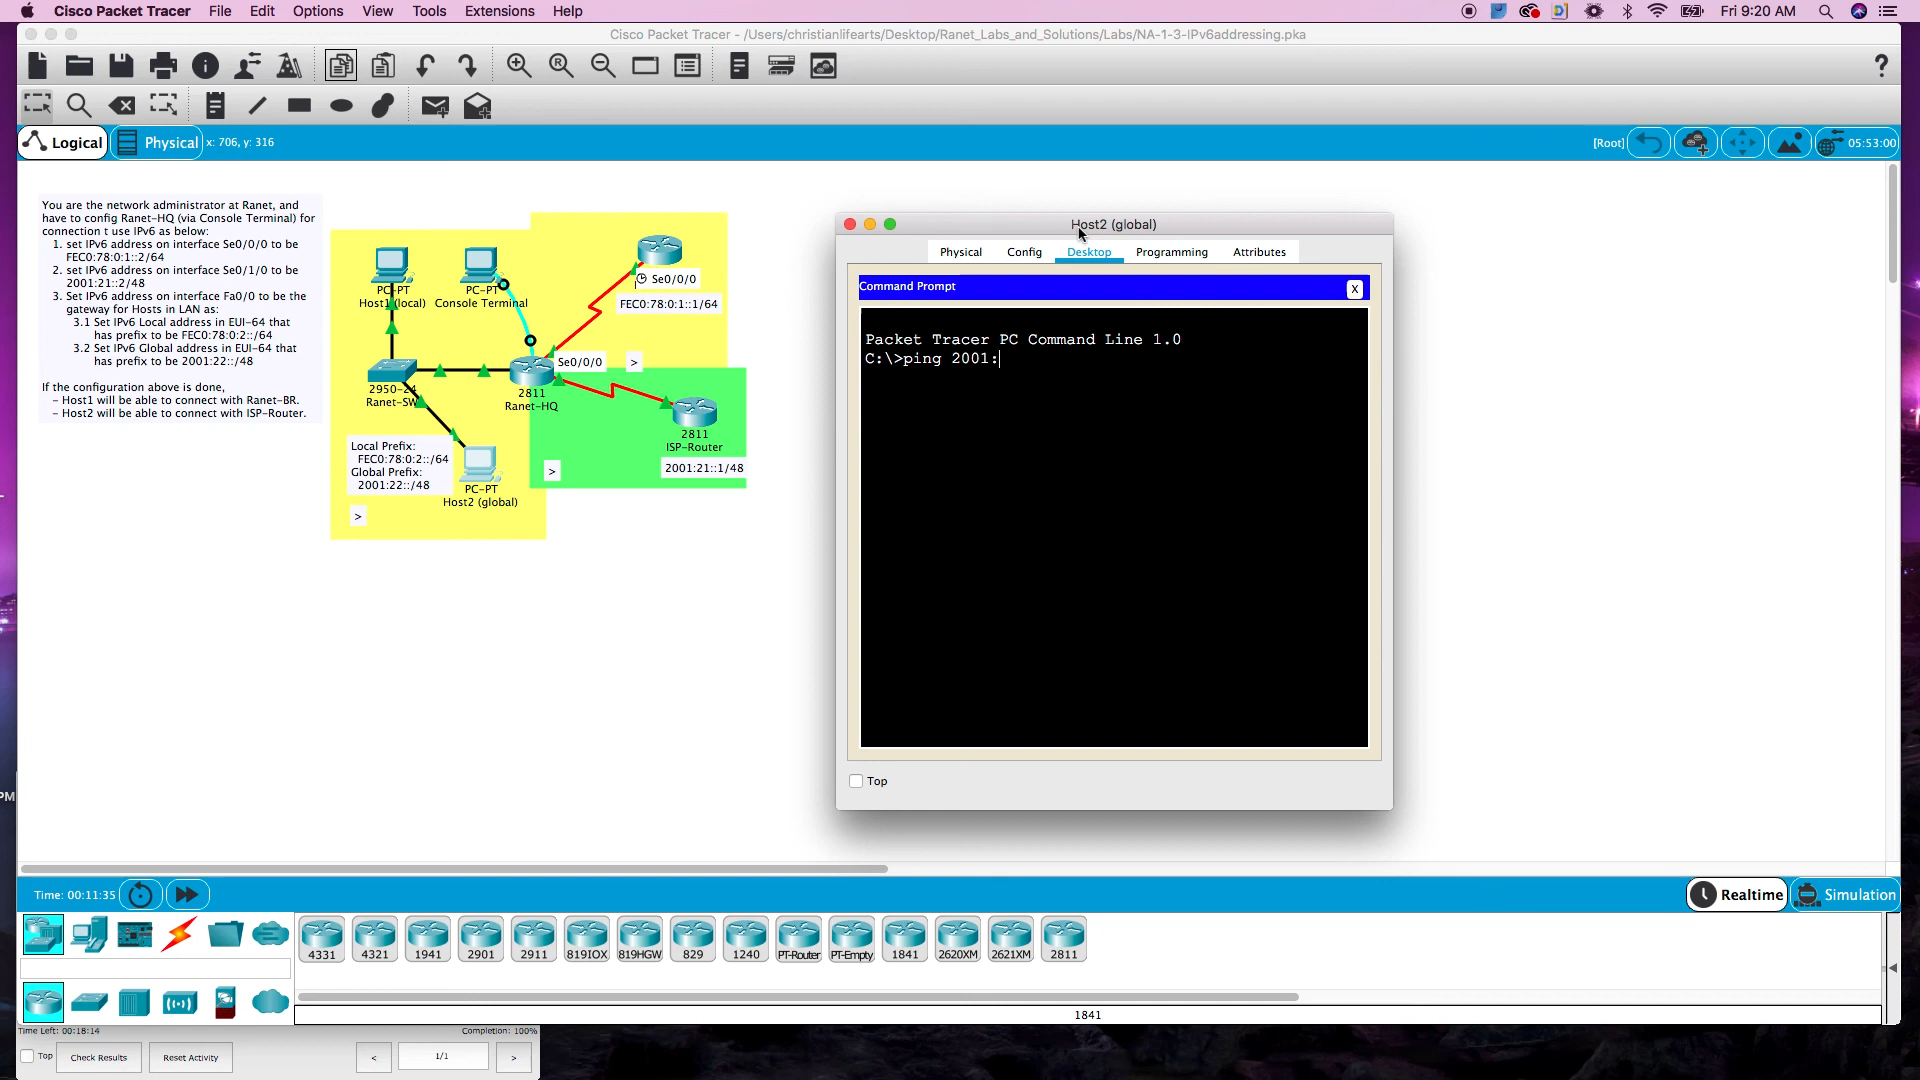 Cisco Packet Tracer File Edit Options View Tools Extensions Help
Fri 9:20 AM
Cisco Packet Tracer - /Users/christianlifearts/Desktop/Ranet_Labs_and_Solutions/Labs/NA-1-3-IPv6addressing.pka
Logical Physical x: 706, y: 316
[Root] 05:53:00
You are the network administrator at Ranet, and
have to config Ranet-HQ (via Console Terminal) for
connection t use IPv6 as below:
1. set IPv6 address on interface Se0/0/0 to be
FEC0:78:0:1::2/64
2. set IPv6 address on interface Se0/1/0 to be
2001:21::2/48
3. Set IPv6 address on interface Fa0/0 to be the
gateway for Hosts in LAN as:
3.1 Set IPv6 Local address in EUI-64 that
has prefix to be FEC0:78:0:2::/64
3.2 Set IPv6 Global address in EUI-64 that
has prefix to be 2001:22::/48
If the configuration above is done,
- Host1 will be able to connect with Ranet-BR.
- Host2 will be able to connect with ISP-Router.
PC-PT
Host1 (local)
PC-PT
Console Terminal
Se0/0/0
FEC0:78:0:1::1/64
Se0/0/0
>
2950-24
Ranet-SW
2811
Ranet-HQ
2811
ISP-Router
2001:21::1/48
>
Local Prefix:
FEC0:78:0:2::/64
Global Prefix:
2001:22::/48
PC-PT
Host2 (global)
>
Host2 (global)
Physical Config Desktop Programming Attributes
Command Prompt
X
Packet Tracer PC Command Line 1.0
C:\>ping 2001:
Top
Time: 00:11:35
Realtime Simulation
4331 4321 1941 2901 2911 819IOX 819HGW 829 1240 PT-Router PT-Empty 1841 2620XM 2621XM 2811
1841
Time Left: 00:18:14 Completion: 100%
Top Check Results Reset Activity < 1/1 >
PM